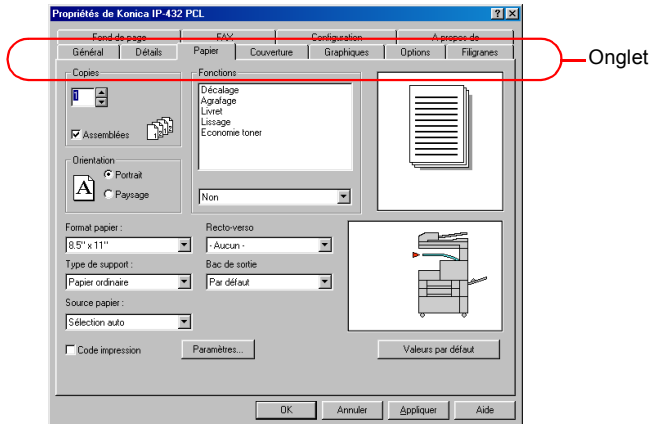 Propriétés de Konica IP-432 PCL
Fond de page FAX Configuration A propos de
Général Détails Papier Couverture Graphiques Options Filigranes
Onglet
Copies
1
Assemblées
Fonctions
Décalage
Agrafage
Livret
Lissage
Economie toner
Non
Orientation
A
Portrait
Paysage
Format papier :
8.5" x 11"
Recto-verso
- Aucun -
Type de support :
Papier ordinaire
Bac de sortie
Par défaut
Source papier :
Sélection auto
Code impression
Paramètres...
Valeurs par défaut
OK Annuler Appliquer Aide